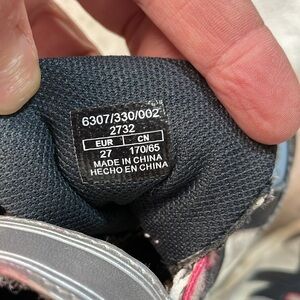 6307/330/002
2732
EUR CN
27 170/65
MADE IN CHINA
HECHO EN CHINA